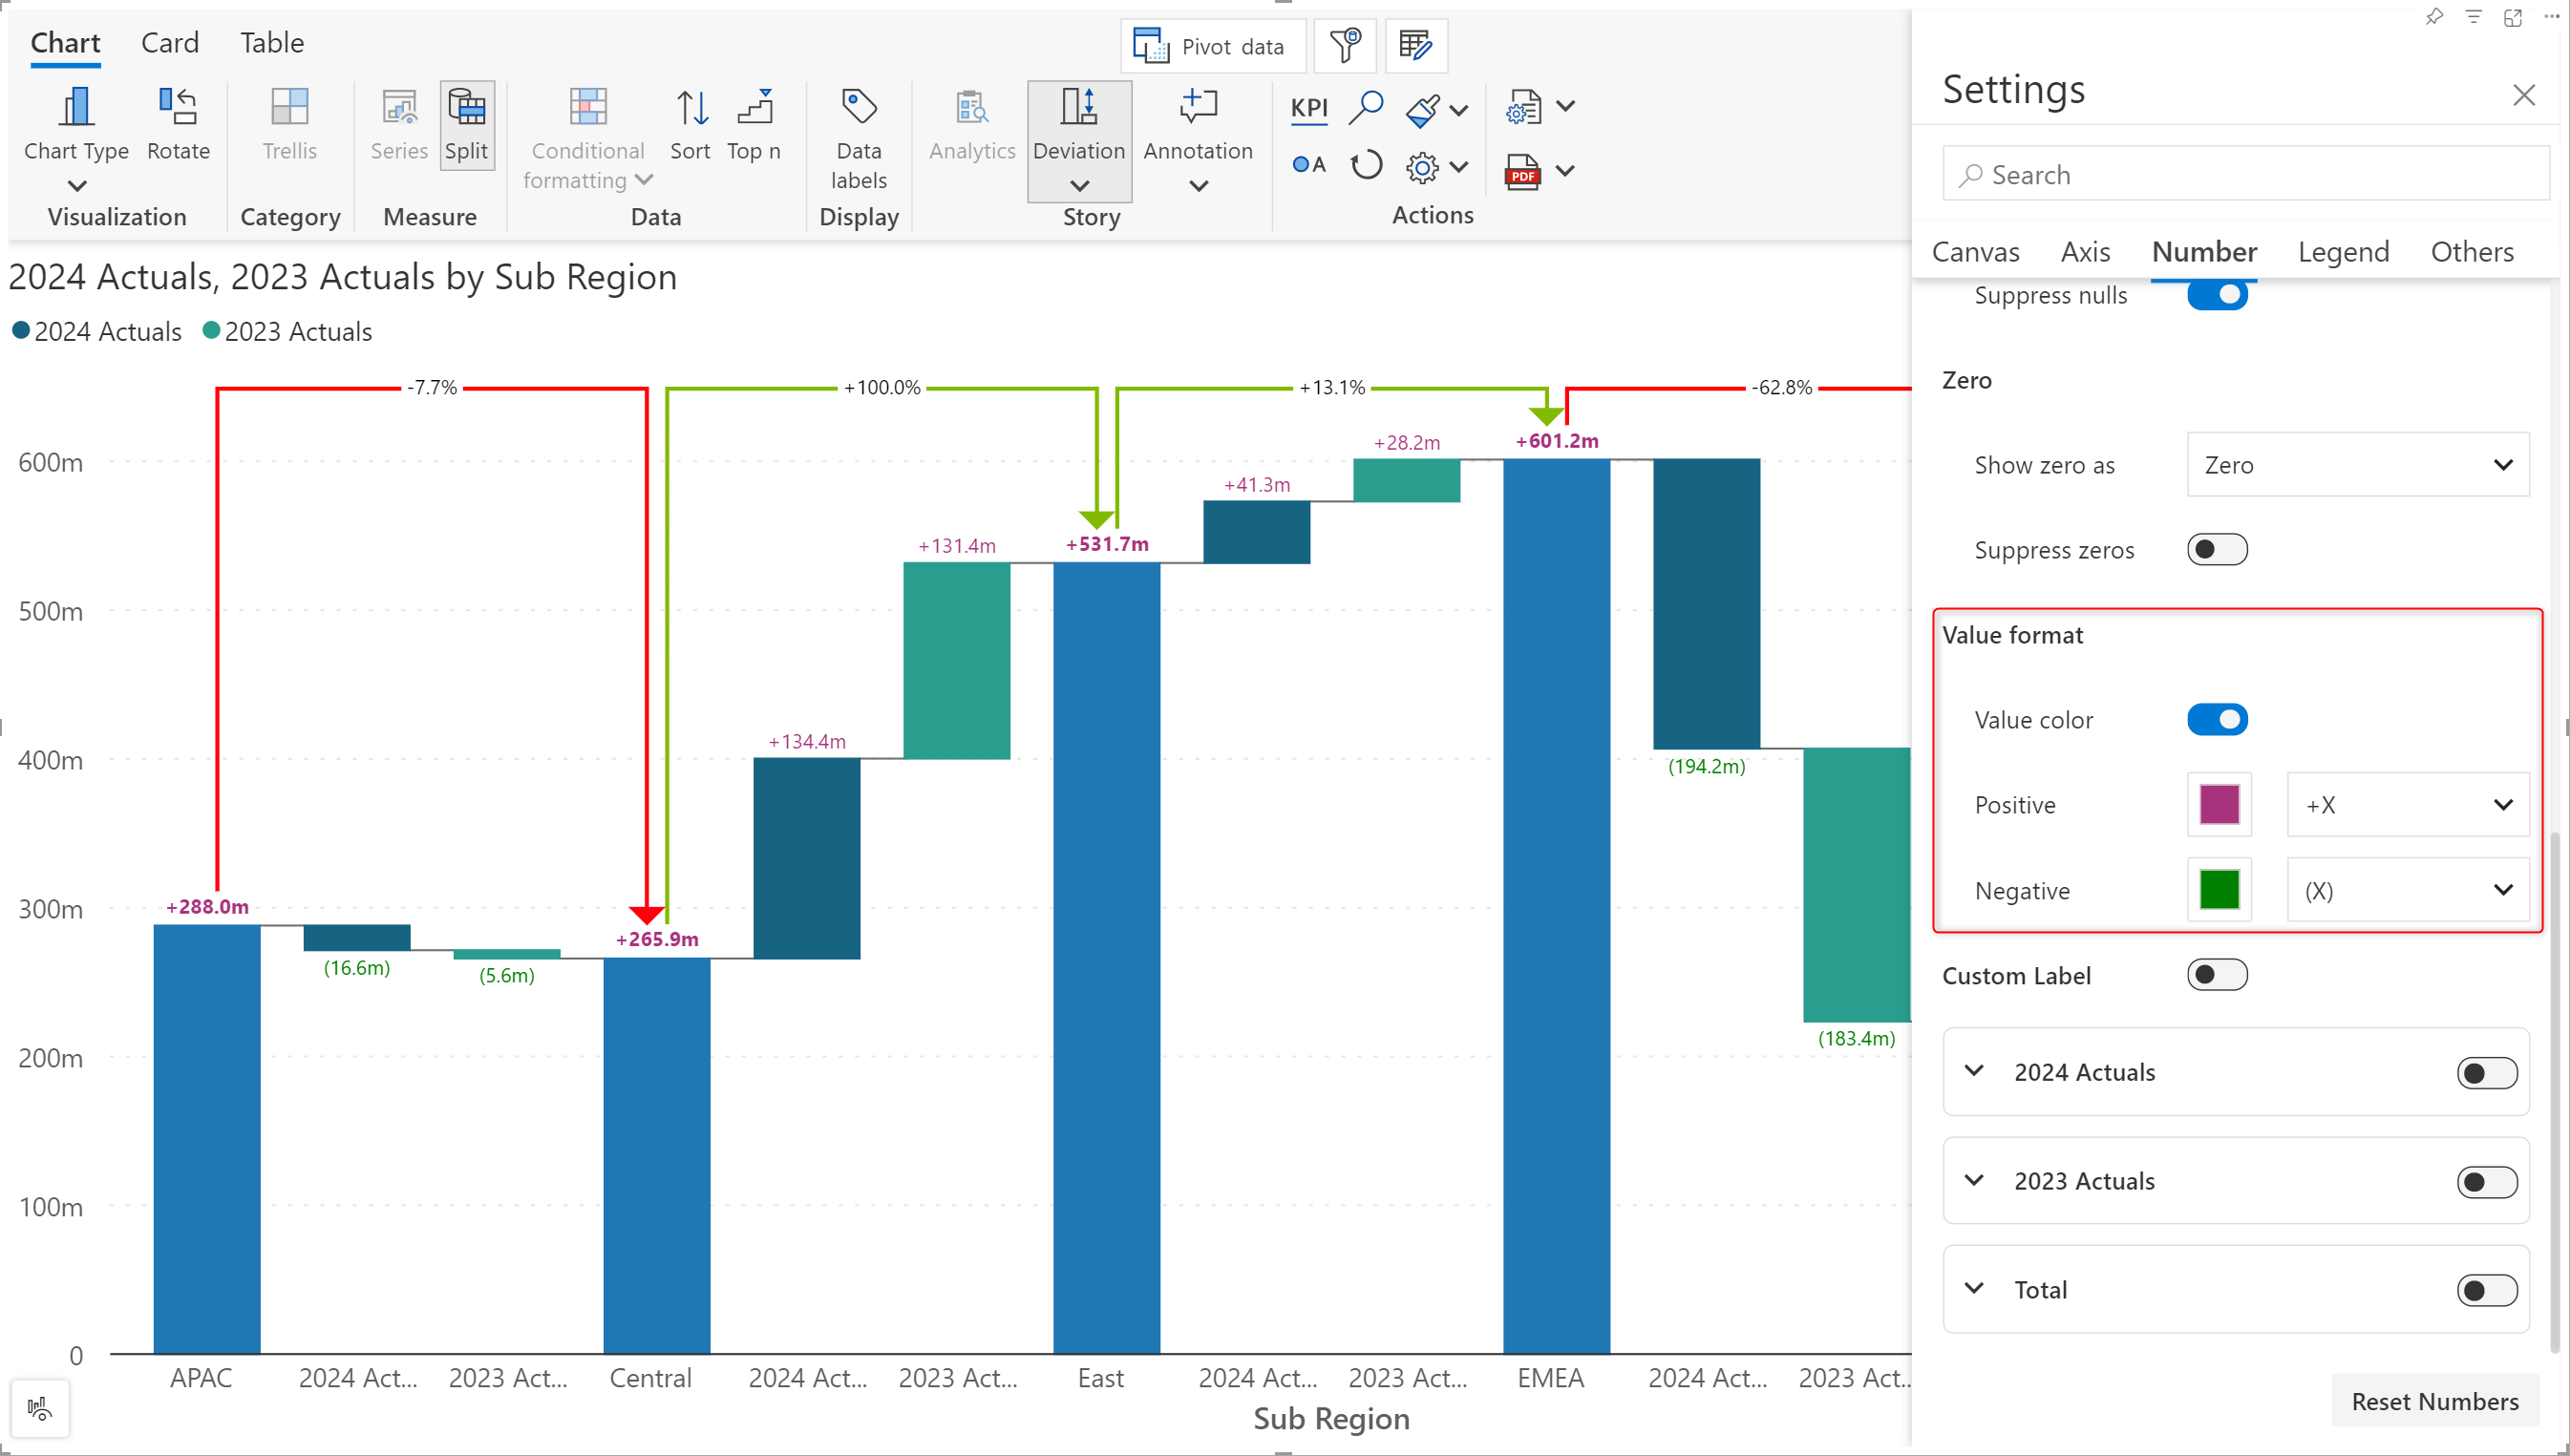 Chart Card Table
Pivot data
Chart Type Rotate Trellis Series Split Conditional formatting Sort Top n Data labels Analytics Deviation Annotation KPI
A PDF
Visualization Category Measure Data Display Story Actions
2024 Actuals, 2023 Actuals by Sub Region
2024 Actuals 2023 Actuals
-7.7% +100.0% +13.1% -62.8%
600m
500m
400m
300m
200m
100m
0
+288.0m
(16.6m)
(5.6m)
+265.9m
+134.4m
+131.4m
+531.7m
+41.3m
+28.2m
+601.2m
(194.2m)
(183.4m)
APAC 2024 Act... 2023 Act... Central 2024 Act... 2023 Act... East 2024 Act... 2023 Act... EMEA 2024 Act... 2023 Act...
Sub Region
Settings
Search
Canvas Axis Number Legend Others
Suppress nulls
Zero
Show zero as Zero
Suppress zeros
Value format
Value color
Positive +X
Negative (X)
Custom Label
2024 Actuals
2023 Actuals
Total
Reset Numbers